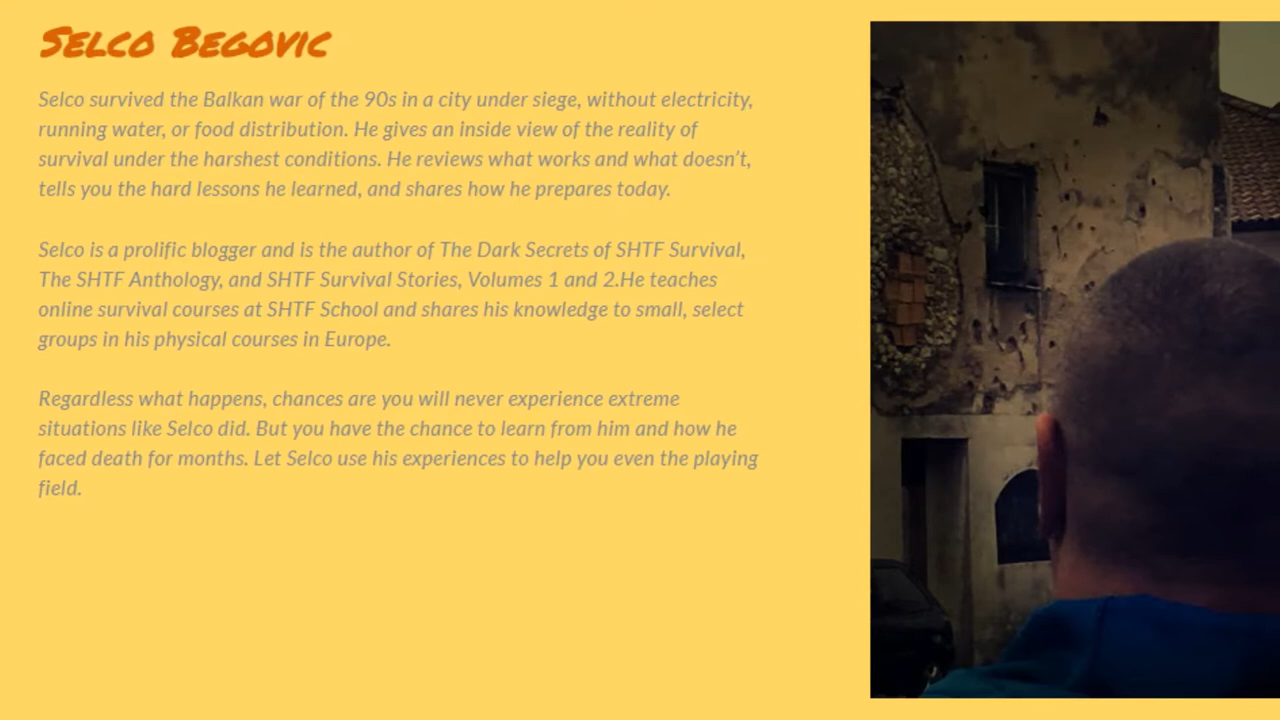 Selco Begovic
Selco survived the Balkan war of the 90s in a city under siege, without electricity,
running water, or food distribution. He gives an inside view of the reality of
survival under the harshest conditions. He reviews what works and what doesn’t,
tells you the hard lessons he learned, and shares how he prepares today.
Selco is a prolific blogger and is the author of The Dark Secrets of SHTF Survival,
The SHTF Anthology, and SHTF Survival Stories, Volumes 1 and 2.He teaches
online survival courses at SHTF School and shares his knowledge to small, select
groups in his physical courses in Europe.
Regardless what happens, chances are you will never experience extreme
situations like Selco did. But you have the chance to learn from him and how he
faced death for months. Let Selco use his experiences to help you even the playing
field.